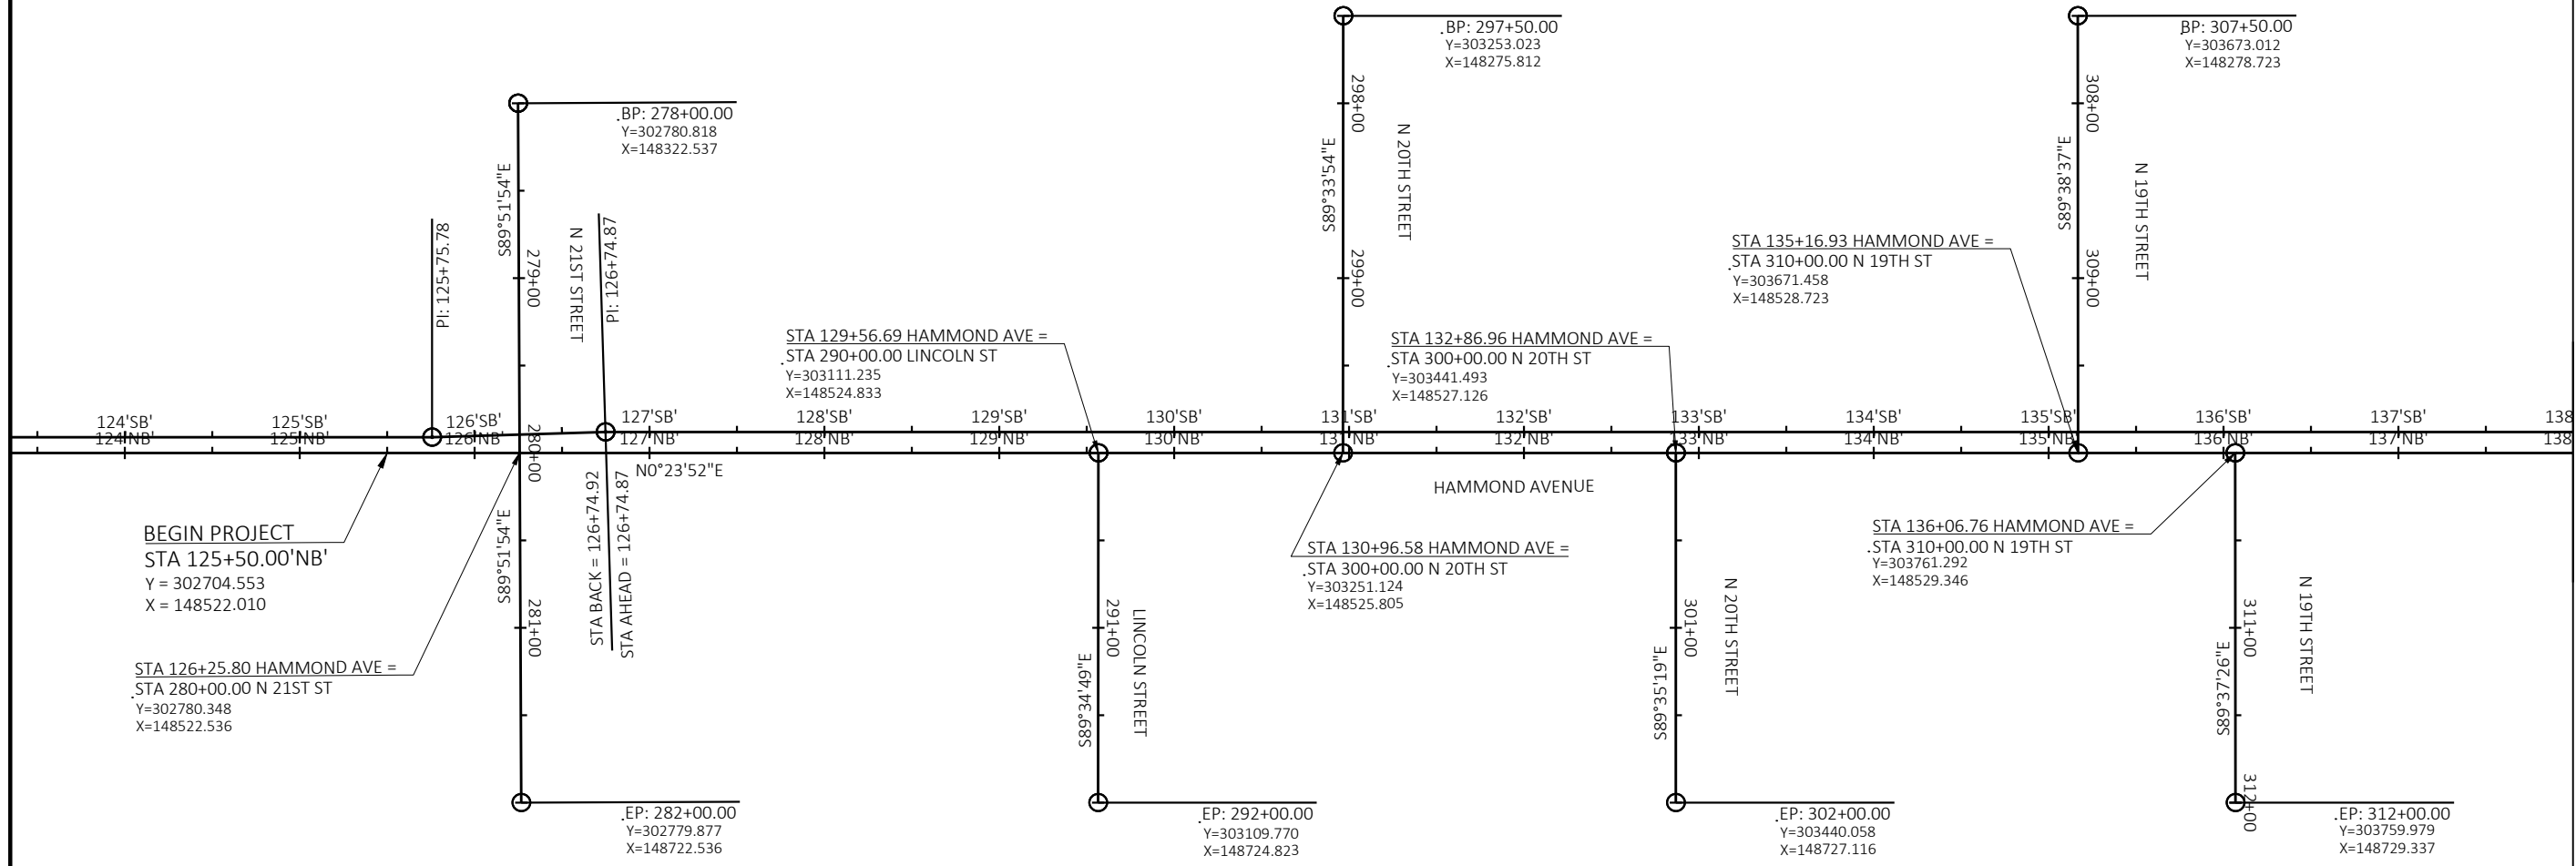 BP: 297+50.00
Y=303253.023
X=148275.812
BP: 307+50.00
Y=303673.012
X=148278.723
BP: 278+00.00
Y=302780.818
X=148322.537
298+00
308+00
S89°51'54"E
S89°33'54"E
N 20TH STREET
S89°38'37"E
N 19TH STREET
PI: 125+75.78
279+00
N 21ST STREET
PI: 126+74.87
299+00
309+00
STA 135+16.93 HAMMOND AVE =
STA 310+00.00 N 19TH ST
Y=303671.458
X=148528.723
STA 129+56.69 HAMMOND AVE =
STA 290+00.00 LINCOLN ST
Y=303111.235
X=148524.833
STA 132+86.96 HAMMOND AVE =
STA 300+00.00 N 20TH ST
Y=303441.493
X=148527.126
124'SB' 125'SB' 126'SB' 127'SB' 128'SB' 129'SB' 130'SB' 131'SB' 132'SB' 133'SB' 134'SB' 135'SB' 136'SB' 137'SB' 138
124'NB' 125'NB' 126'NB' 127'NB' 128'NB' 129'NB' 130'NB' 131'NB' 132'NB' 133'NB' 134'NB' 135'NB' 136'NB' 137'NB' 138
280+00
N0°23'52"E
HAMMOND AVENUE
STA BACK = 126+74.92
STA AHEAD = 126+74.87
BEGIN PROJECT
STA 125+50.00'NB'
Y = 302704.553
X = 148522.010
S89°51'54"E
281+00
STA 130+96.58 HAMMOND AVE =
STA 300+00.00 N 20TH ST
Y=303251.124
X=148525.805
STA 136+06.76 HAMMOND AVE =
STA 310+00.00 N 19TH ST
Y=303761.292
X=148529.346
STA 126+25.80 HAMMOND AVE =
STA 280+00.00 N 21ST ST
Y=302780.348
X=148522.536
S89°34'49"E
291+00
LINCOLN STREET
S89°35'19"E
301+00
N 20TH STREET
S89°37'26"E
311+00
N 19TH STREET
312+00
EP: 282+00.00
Y=302779.877
X=148722.536
EP: 292+00.00
Y=303109.770
X=148724.823
EP: 302+00.00
Y=303440.058
X=148727.116
EP: 312+00.00
Y=303759.979
X=148729.337